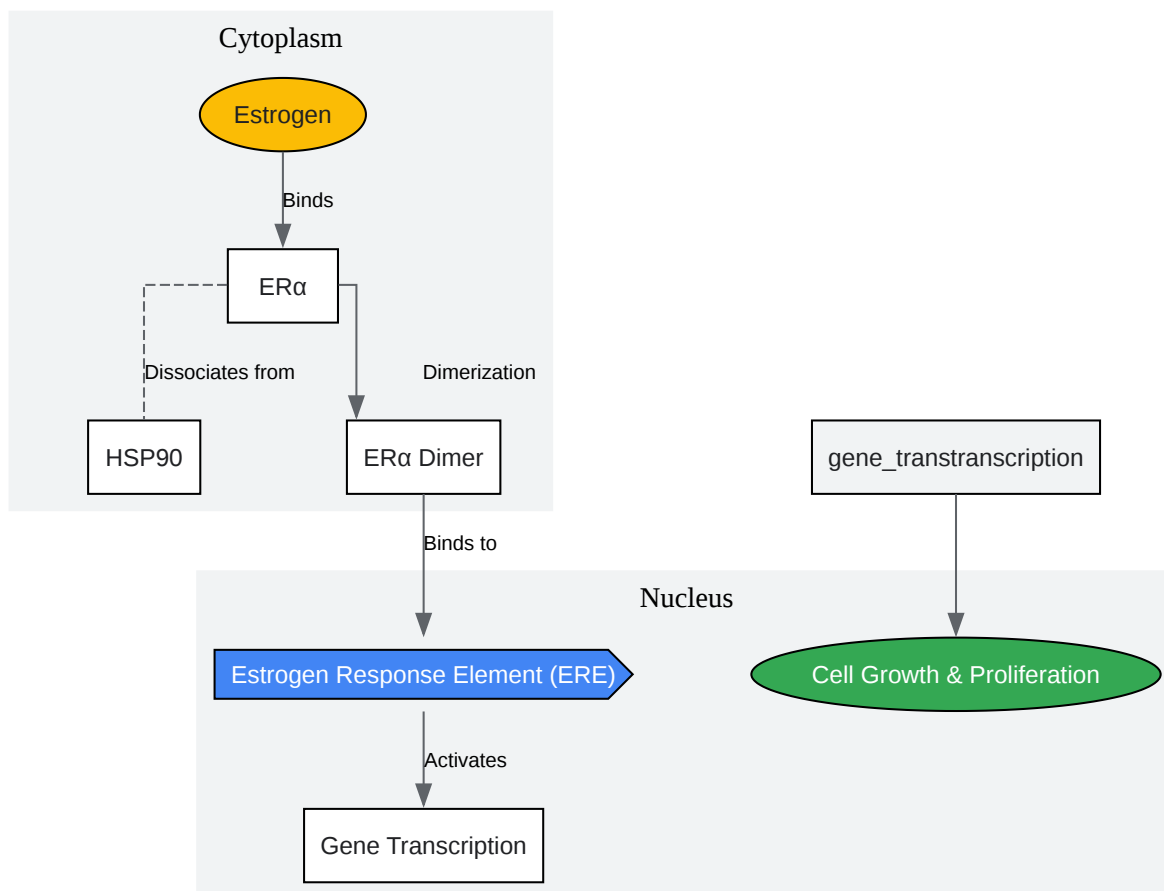 Cytoplasm
Estrogen
Binds
ERα
Dissociates from
Dimerization
HSP90
ERα Dimer
gene_transtranscription
Binds to
Nucleus
Estrogen Response Element (ERE)
Cell Growth & Proliferation
Activates
Gene Transcription